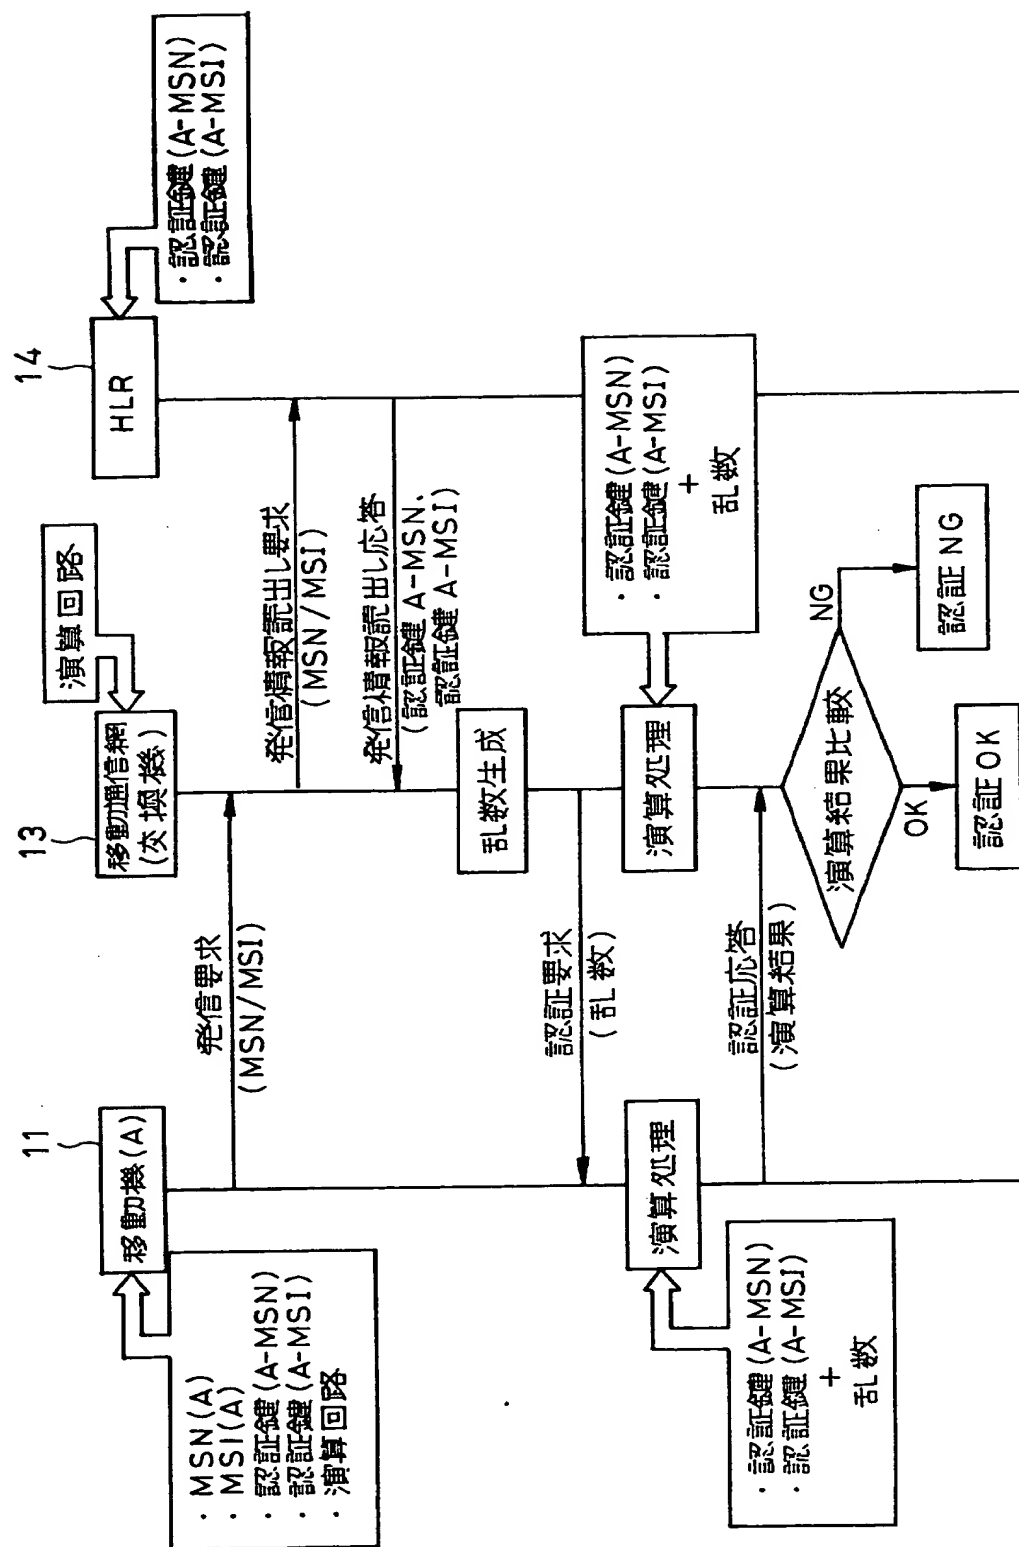 11
移動機(A)
・MSN(A)
・MSI(A)
・認証鍵(A-MSN)
・認証鍵(A-MSI)
・演算回路
13
移動通信網
(交換機)
演算回路
14
HLR
・認証鍵(A-MSN)
・認証鍵(A-MSI)
発信要求
(MSN/MSI)
発信情報読出し要求
(MSN/MSI)
発信情報読出し応答
(認証鍵A-MSN.
認証鍵A-MSI)
乱数生成
認証要求
(乱数)
演算処理
・認証鍵(A-MSN)
・認証鍵(A-MSI)
+
乱数
演算処理
・認証鍵(A-MSN)
・認証鍵(A-MSI)
+
乱数
認証応答
(演算結果)
演算結果比較
NG
認証NG
OK
認証OK